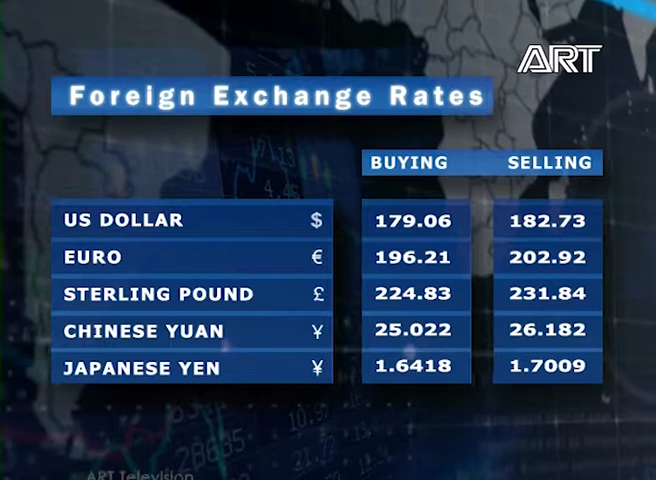 ART
Foreign Exchange Rates
BUYING SELLING
US DOLLAR $ 179.06 182.73
EURO € 196.21 202.92
STERLING POUND £ 224.83 231.84
CHINESE YUAN ¥ 25.022 26.182
JAPANESE YEN ¥ 1.6418 1.7009
28635
ART Television